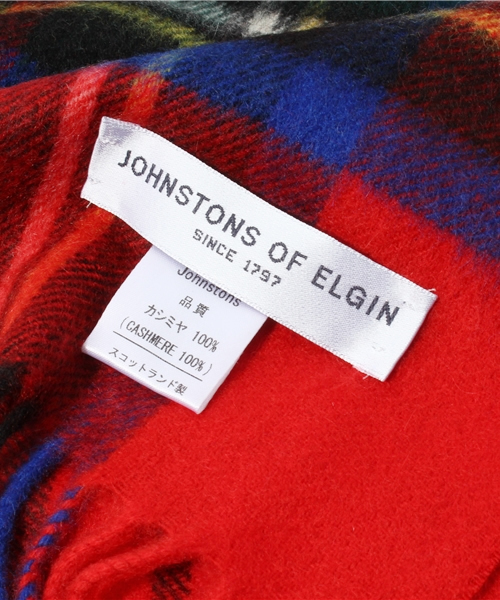 JOHNSTONS OF ELGIN
SINCE 1797
Johnstons
品質
カシミヤ 100%
(CASHMERE 100%)
スコットランド製